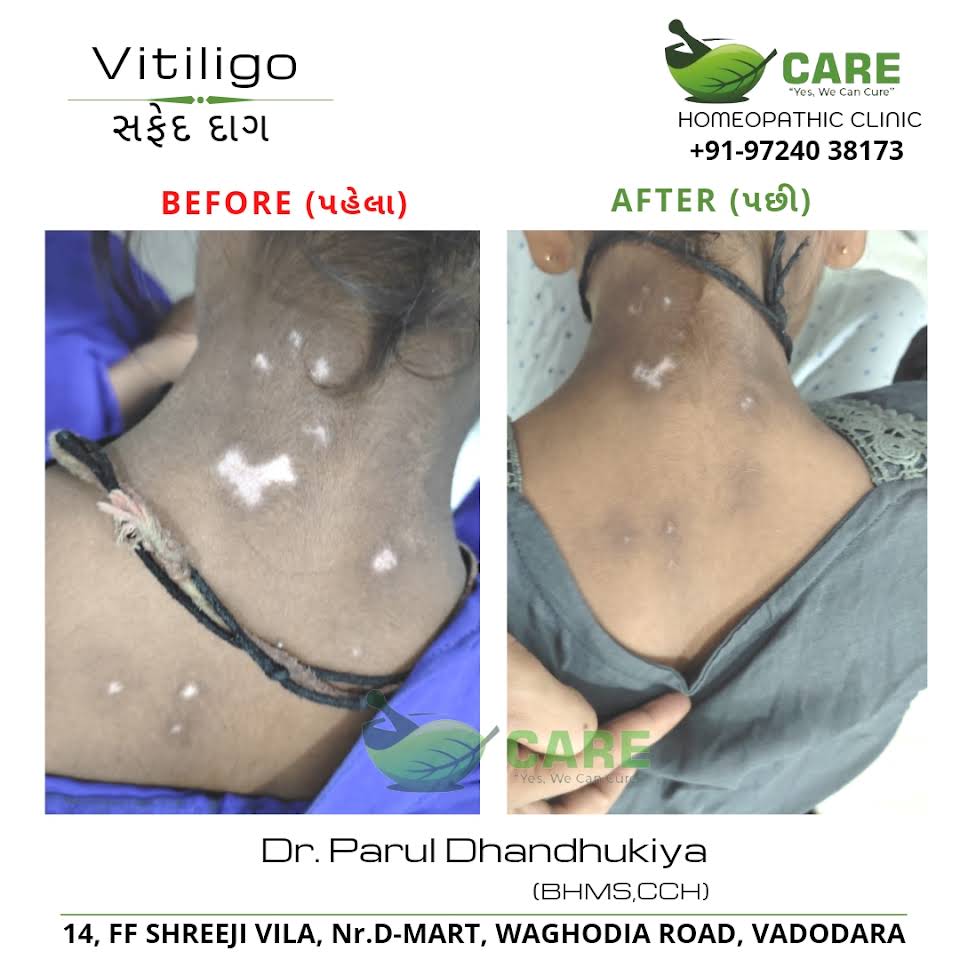 Vitiligo
સફેદ દાગ
CARE
"Yes, We Can Cure"
HOMEOPATHIC CLINIC
+91-97240 38173
BEFORE (પહેલા)
AFTER (પછી)
CARE
"Yes, We Can Cure"
Dr. Parul Dhandhukiya
(BHMS,CCH)
14, FF SHREEJI VILA, Nr.D-MART, WAGHODIA ROAD, VADODARA